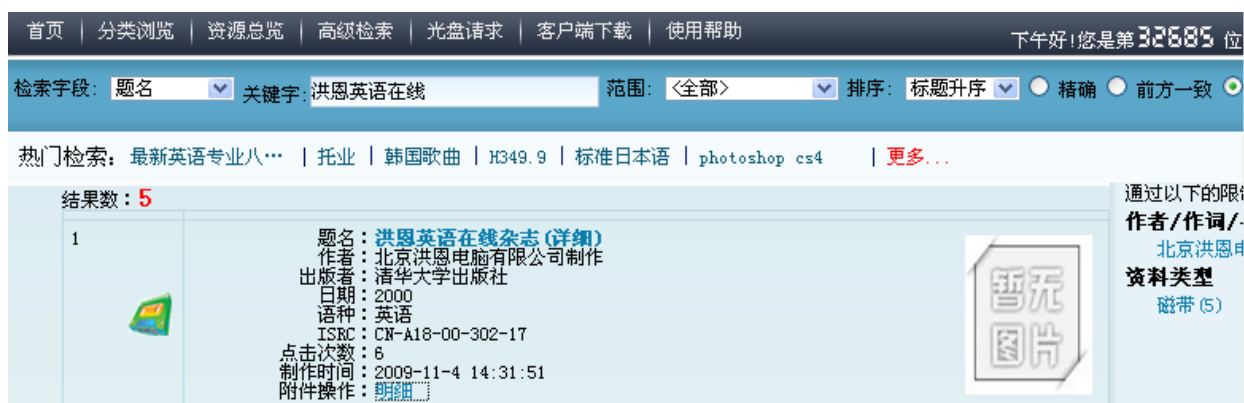 首页 | 分类浏览 | 资源总览 | 高级检索 | 光盘请求 | 客户端下载 | 使用帮助
下午好!您是第32685 位
检索字段: 题名 关键字: 洪恩英语在线 范围: <全部> 排序: 标题升序 精确 前方一致
热门检索: 最新英语专业八… | 托业 | 韩国歌曲 | H349.9 | 标准日本语 | photoshop cs4 | 更多...
结果数:5
1
题名:洪恩英语在线杂志(详细)
作者:北京洪恩电脑有限公司制作
出版者:清华大学出版社
日期:2000
语种:英语
ISRC:CN-A18-00-302-17
点击次数:6
制作时间:2009-11-4 14:31:51
附件操作:明细
暂无
图片
通过以下的限
作者/作词/
北京洪恩
资料类型
磁带(5)